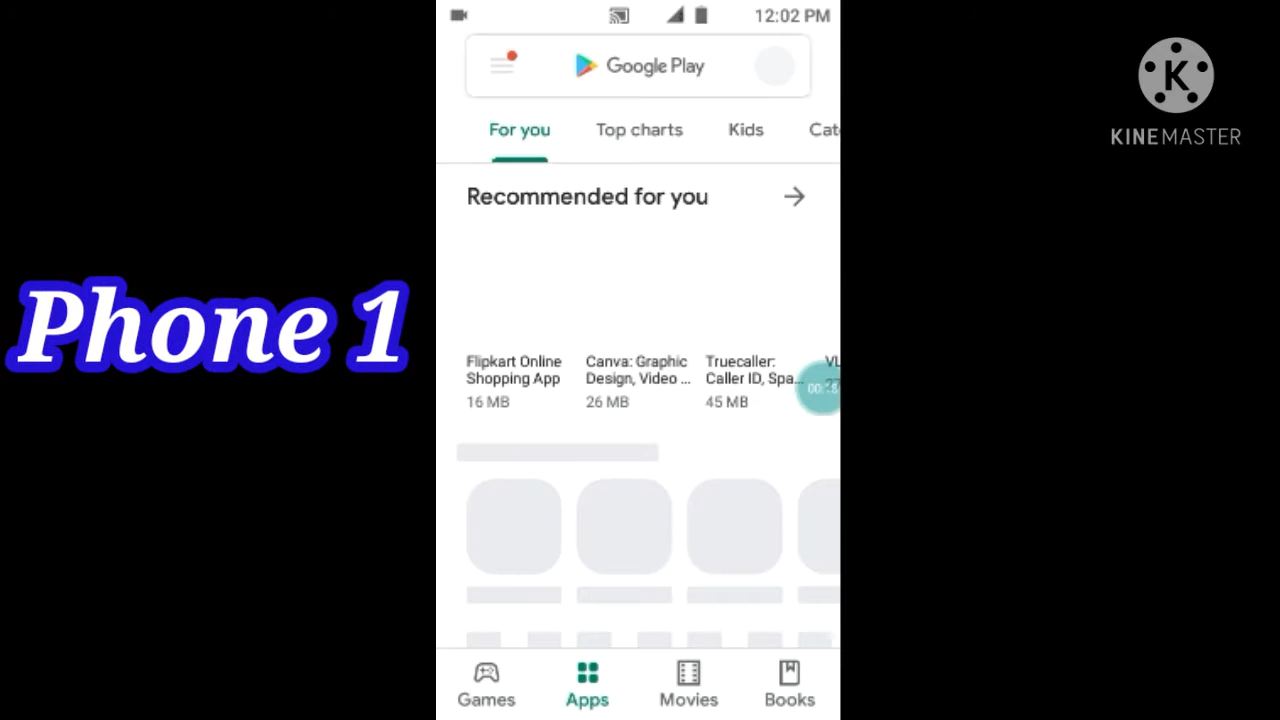 12:02 PM
Google Play
K
KINEMASTER
For you Top charts Kids Cat
Recommended for you
Phone 1
Flipkart Online Canva: Graphic Truecaller: VL
Shopping App Design, Video ... Caller ID, Spa...
16 MB 26 MB 45 MB
Games Apps Movies Books